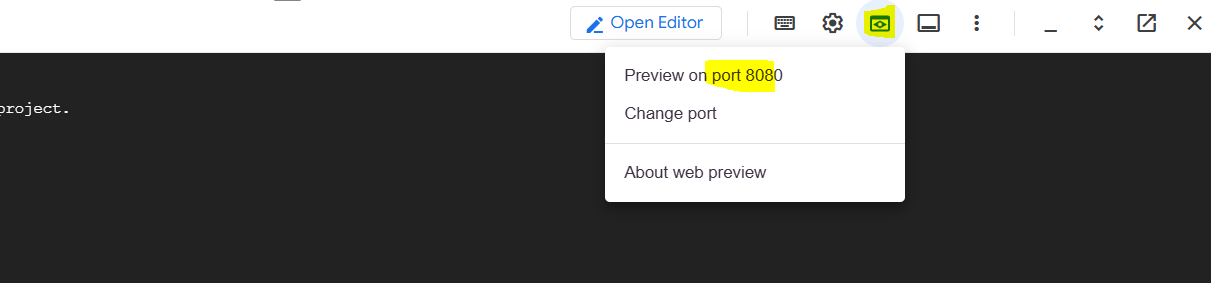 Open Editor
Preview on port 8080
Change port
project.
About web preview